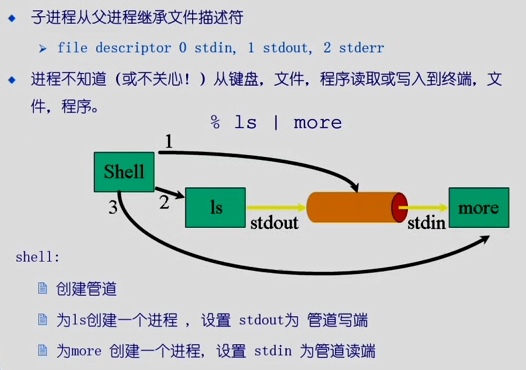 子进程从父进程继承文件描述符
file descriptor 0 stdin, 1 stdout, 2 stderr
进程不知道（或不关心！）从键盘，文件，程序读取或写入到终端，文
件，程序。
% ls | more
1
Shell
2
3
ls
stdout
stdin
more
shell:
创建管道
为ls创建一个进程 ，设置 stdout为 管道写端
为more 创建一个进程，设置 stdin 为管道读端